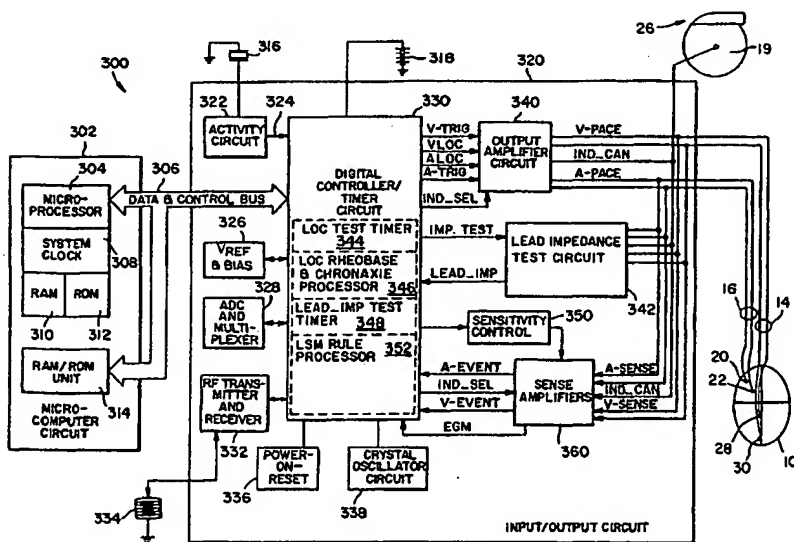 300
302
304
306
MICRO-
PROCESSOR
SYSTEM
CLOCK
308
RAM
ROM
310
312
RAM/ROM
UNIT
314
MICRO-
COMPUTER
CIRCUIT
DATA & CONTROL BUS
316
318
320
322
324
ACTIVITY
CIRCUIT
326
VREF
& BIAS
328
ADC AND
MULTI-
PLEXER
RF TRANS-
MITTER
AND
RECEIVER
332
334
336
POWER-
ON-
RESET
338
CRYSTAL
OSCILLATOR
CIRCUIT
330
DIGITAL
CONTROLLER/
TIMER
CIRCUIT
LOC TEST TIMER
344
LOC RHEOBASE
& CHRONAXIE
PROCESSOR
346
LEAD_IMP TEST
TIMER
348
LSM RULE
PROCESSOR
352
V-TRIG
VLOC
ALOC
A-TRIG
IND_SEL
340
OUTPUT
AMPLIFIER
CIRCUIT
V-PACE
IND_CAN
A-PACE
IMP. TEST
LEAD_IMP
LEAD IMPEDANCE
TEST CIRCUIT
342
350
SENSITIVITY
CONTROL
A-EVENT
IND_SEL
V-EVENT
EGM
SENSE
AMPLIFIERS
360
A-SENSE
IND_CAN
V-SENSE
INPUT/OUTPUT CIRCUIT
26
19
16
14
20
22
28
30
10